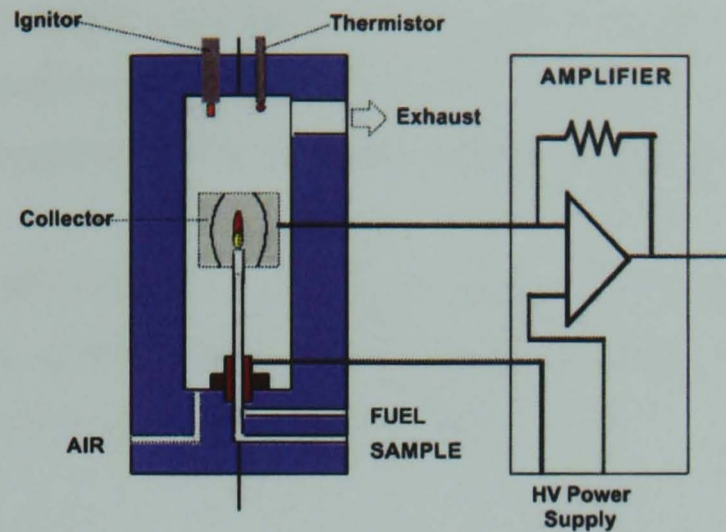 Ignitor
Thermistor
AMPLIFIER
Exhaust
Collector
FUEL
AIR
SAMPLE
HV Power
Supply